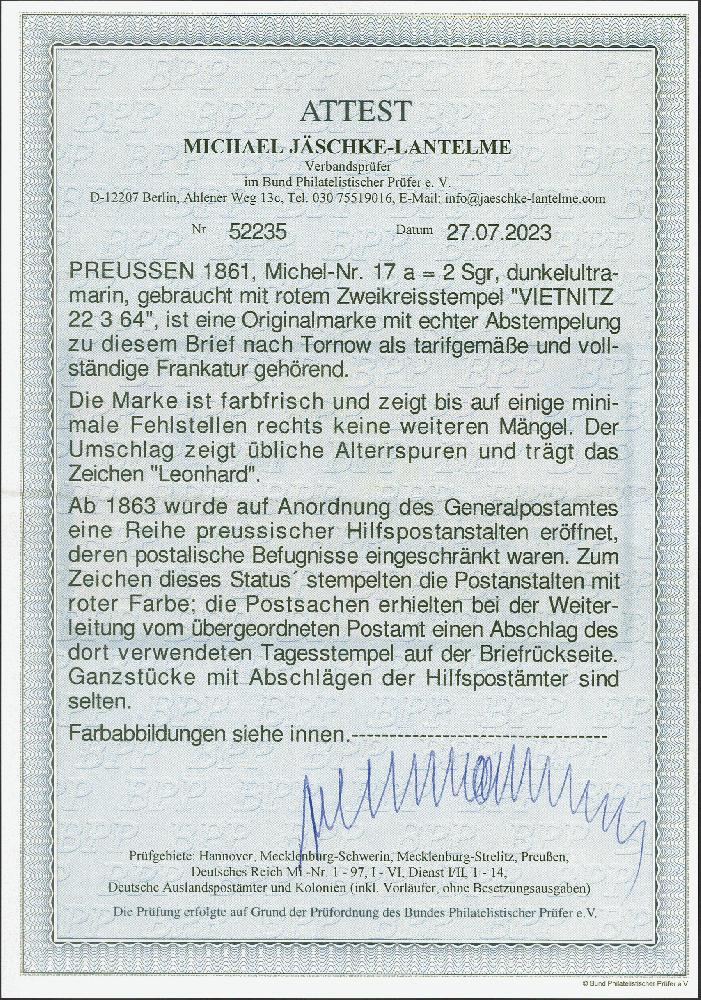 ATTEST
MICHAEL JÄSCHKE-LANTELME
Verbandsprüfer
im Bund Philatelistischer Prüfer e. V.
D-12207 Berlin, Ahlener Weg 13c, Tel. 030 75519016, E-Mail: info@jaeschke-lantelme.com
Nr 52235 Datum 27.07.2023
PREUSSEN 1861, Michel-Nr. 17 a = 2 Sgr, dunkelultra-
marin, gebraucht mit rotem Zweikreisstempel "VIETNITZ
22 3 64", ist eine Originalmarke mit echter Abstempelung
zu diesem Brief nach Tornow als tarifgemäße und voll-
ständige Frankatur gehörend.
Die Marke ist farbfrisch und zeigt bis auf einige mini-
male Fehlstellen rechts keine weiteren Mängel. Der
Umschlag zeigt übliche Alterrspuren und trägt das
Zeichen "Leonhard".
Ab 1863 wurde auf Anordnung des Generalpostamtes
eine Reihe preussischer Hilfspostanstalten eröffnet,
deren postalische Befugnisse eingeschränkt waren. Zum
Zeichen dieses Status´ stempelten die Postanstalten mit
roter Farbe; die Postsachen erhielten bei der Weiter-
leitung vom übergeordneten Postamt einen Abschlag des
dort verwendeten Tagesstempel auf der Briefrückseite.
Ganzstücke mit Abschlägen der Hilfspostämter sind
selten.
Farbabbildungen siehe innen.---------------------------------
Prüfgebiete: Hannover, Mecklenburg-Schwerin, Mecklenburg-Strelitz, Preußen,
Deutsches Reich Mi-Nr. 1 - 97, I - VI, Dienst I/II, 1 - 14,
Deutsche Auslandspostämter und Kolonien (inkl. Vorläufer, ohne Besetzungsausgaben)
Die Prüfung erfolgte auf Grund der Prüfordnung des Bundes Philatelistischer Prüfer e.V.
© Bund Philatelistischer Prüfer e.V.